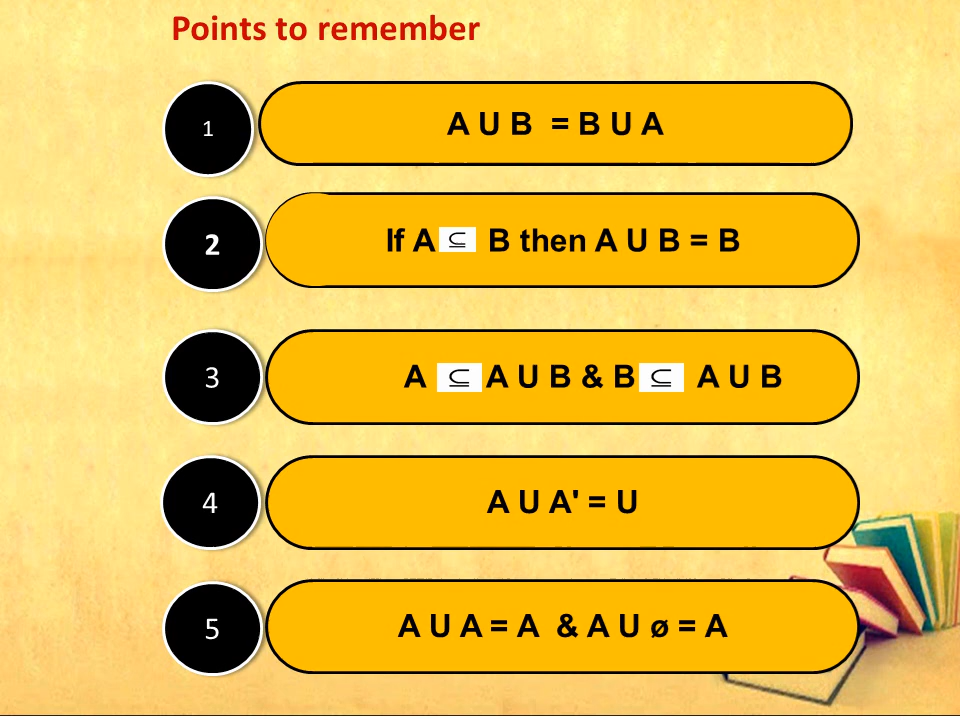 Points to remember
1
A U B = B U A
2
If A ⊆ B then A U B = B
3
A ⊆ A U B & B ⊆ A U B
4
A U A' = U
5
A U A = A & A U ø = A